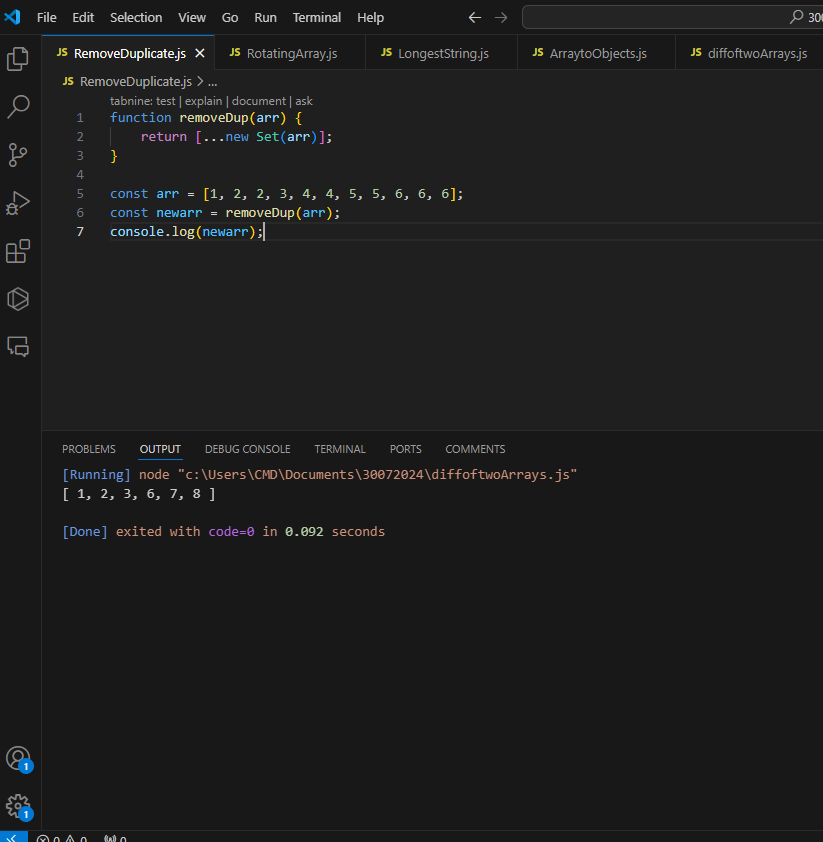 File Edit Selection View Go Run Terminal Help
300
JS RemoveDuplicate.js JS RotatingArray.js JS LongestString.js JS ArraytoObjects.js JS diffoftwoArrays.js
JS RemoveDuplicate.js > ...
tabnine: test | explain | document | ask
1 function removeDup(arr) {
2 return [...new Set(arr)];
3 }
4
5 const arr = [1, 2, 2, 3, 4, 4, 5, 5, 6, 6, 6];
6 const newarr = removeDup(arr);
7 console.log(newarr);
PROBLEMS OUTPUT DEBUG CONSOLE TERMINAL PORTS COMMENTS
[Running] node "c:\Users\CMD\Documents\30072024\diffoftwoArrays.js"
[ 1, 2, 3, 6, 7, 8 ]
[Done] exited with code=0 in 0.092 seconds
1
1
0 0 0